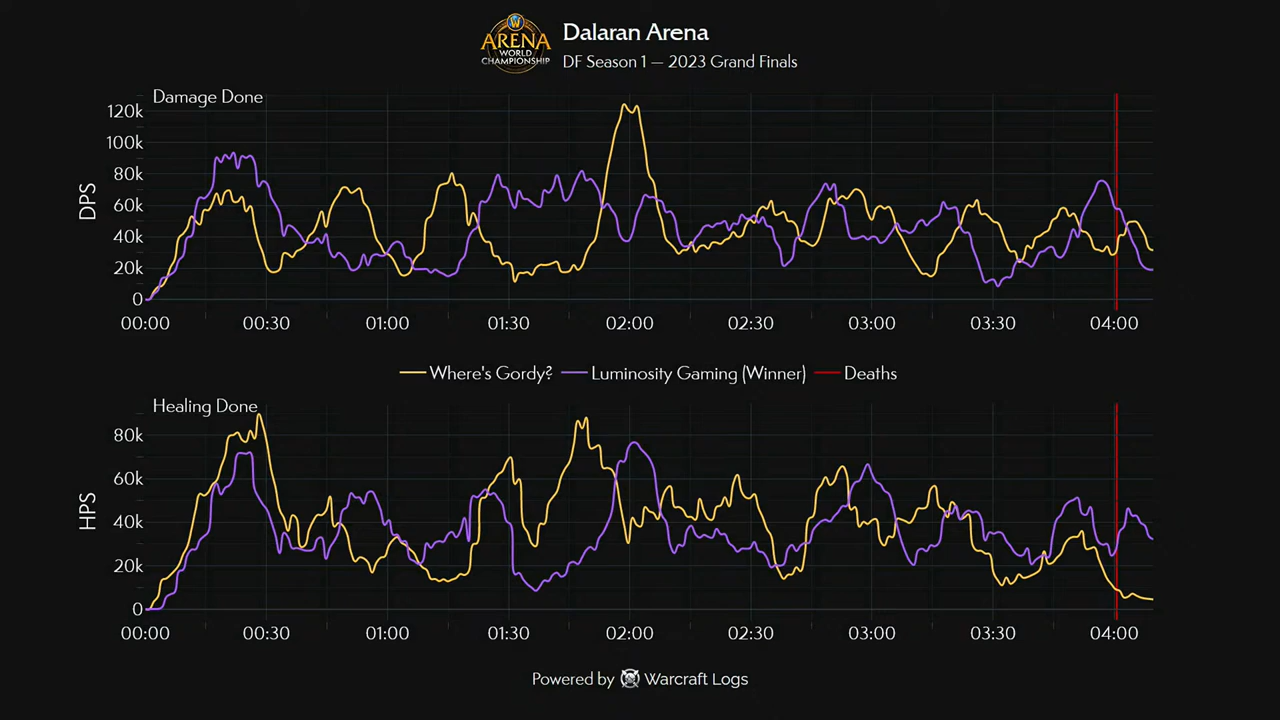 W
ARENA
WORLD
CHAMPIONSHIP
Dalaran Arena
DF Season 1 — 2023 Grand Finals
Damage Done
DPS
120k
100k
80k
60k
40k
20k
0
00:00 00:30 01:00 01:30 02:00 02:30 03:00 03:30 04:00
Where's Gordy? Luminosity Gaming (Winner) Deaths
Healing Done
HPS
80k
60k
40k
20k
0
00:00 00:30 01:00 01:30 02:00 02:30 03:00 03:30 04:00
Powered by Warcraft Logs